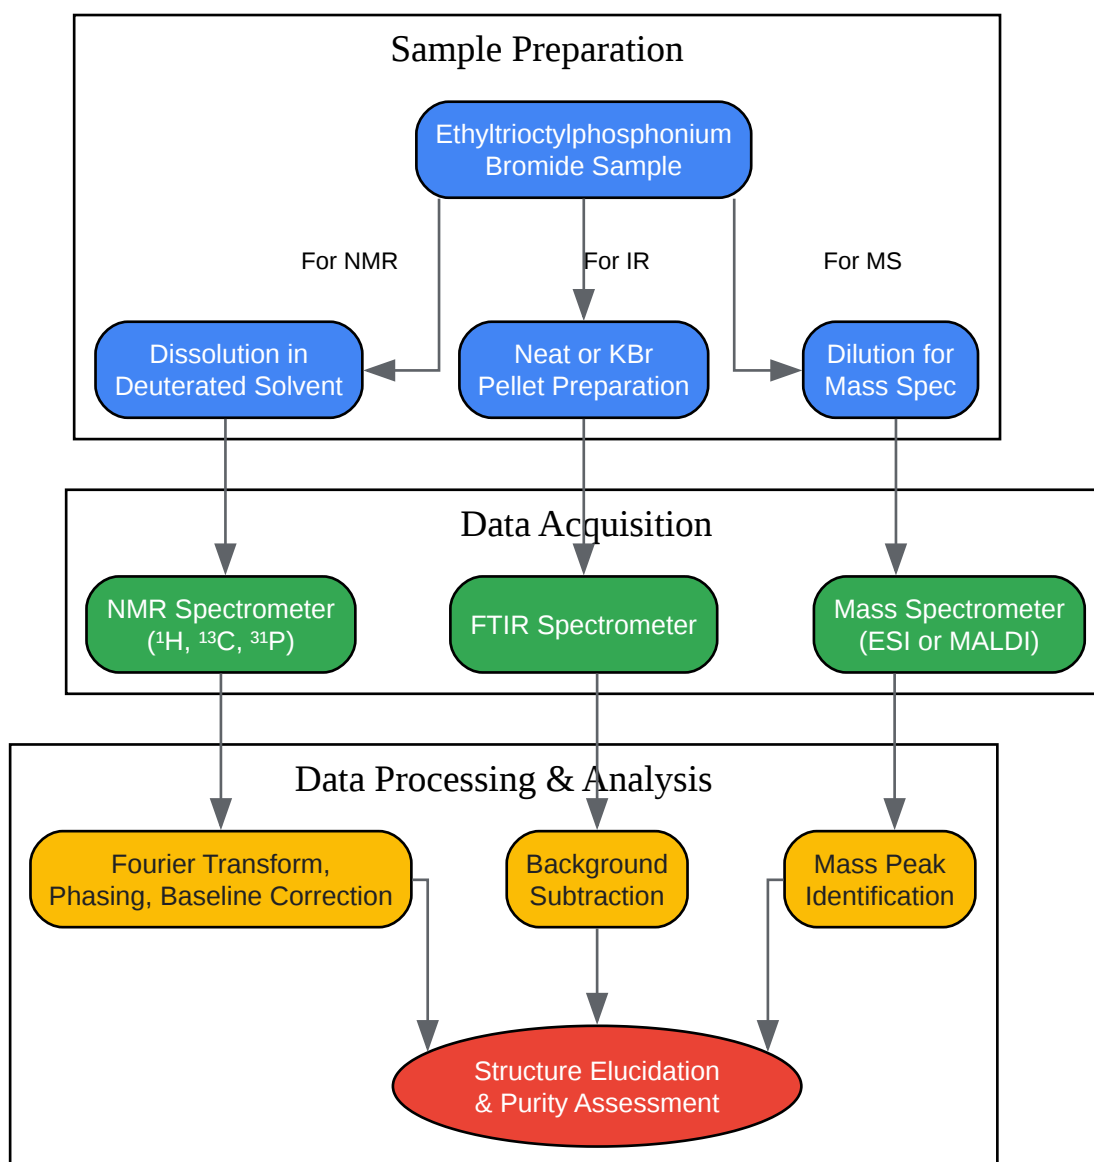 Sample Preparation
Ethyltrioctylphosphonium
Bromide Sample
For NMR
For IR
For MS
Dissolution in
Deuterated Solvent
Neat or KBr
Pellet Preparation
Dilution for
Mass Spec
Data Acquisition
NMR Spectrometer
(¹H, ¹³C, ³¹P)
FTIR Spectrometer
Mass Spectrometer
(ESI or MALDI)
Data Processing & Analysis
Fourier Transform,
Phasing, Baseline Correction
Background
Subtraction
Mass Peak
Identification
Structure Elucidation
& Purity Assessment